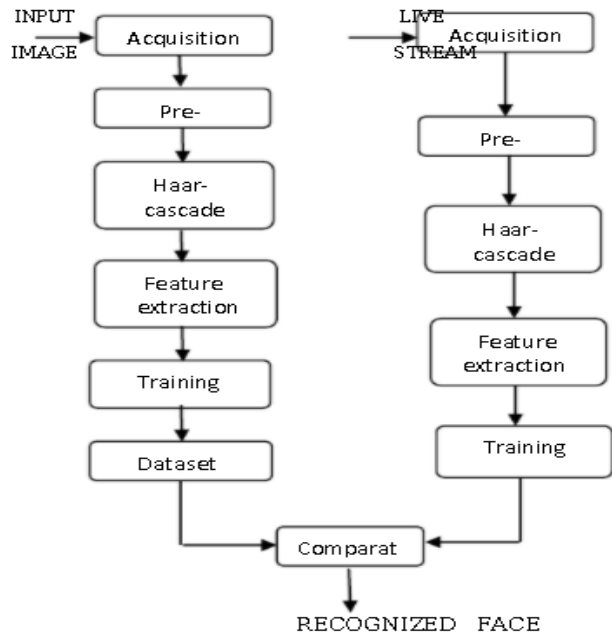 INPUT
IMAGE
Acquisition
Pre-
Haar-
cascade
Feature
extraction
Training
Dataset
LIVE
STREAM
Acquisition
Pre-
Haar-
cascade
Feature
extraction
Training
Comparat
RECOGNIZED FACE